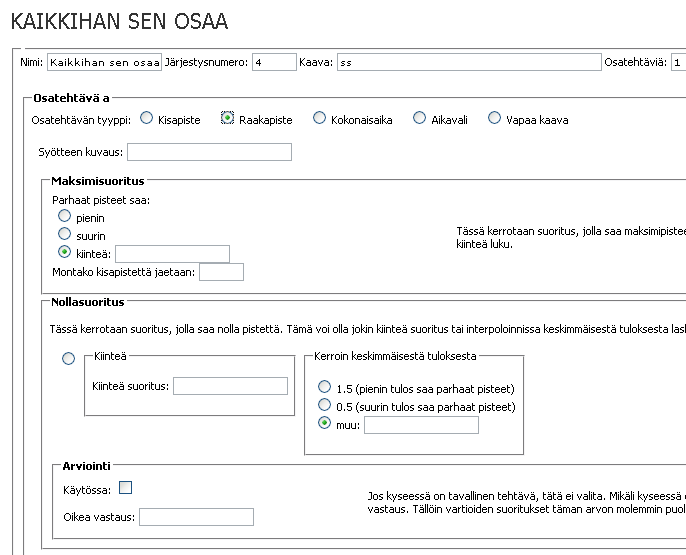 KAIKKIHAN SEN OSAA
Nimi: Kaikkihan sen osaa Järjestysnumero: 4 Kaava: ss Osatehtäviä: 1
Osatehtävä a
Osatehtävän tyyppi: Kisapiste Raakapiste Kokonaisaika Aikavali Vapaa kaava
Syötteen kuvaus:
Maksimisuoritus
Parhaat pisteet saa:
pienin
suurin
kiinteä:
Tässä kerrotaan suoritus, jolla saa maksimipistee
kiinteä luku.
Montako kisapistettä jaetaan:
Nollasuoritus
Tässä kerrotaan suoritus, jolla saa nolla pistettä. Tämä voi olla jokin kiinteä suoritus tai interpoloinnissa keskimmäisestä tuloksesta lask
Kiinteä
Kiinteä suoritus:
Kerroin keskimmäisestä tuloksesta
1.5 (pienin tulos saa parhaat pisteet)
0.5 (suurin tulos saa parhaat pisteet)
muu:
Arviointi
Käytössa:
Oikea vastaus:
Jos kyseessä on tavallinen tehtävä, tätä ei valita. Mikäli kyseessä
vastaus. Tällöin vartioiden suoritukset täman arvon molemmin puol